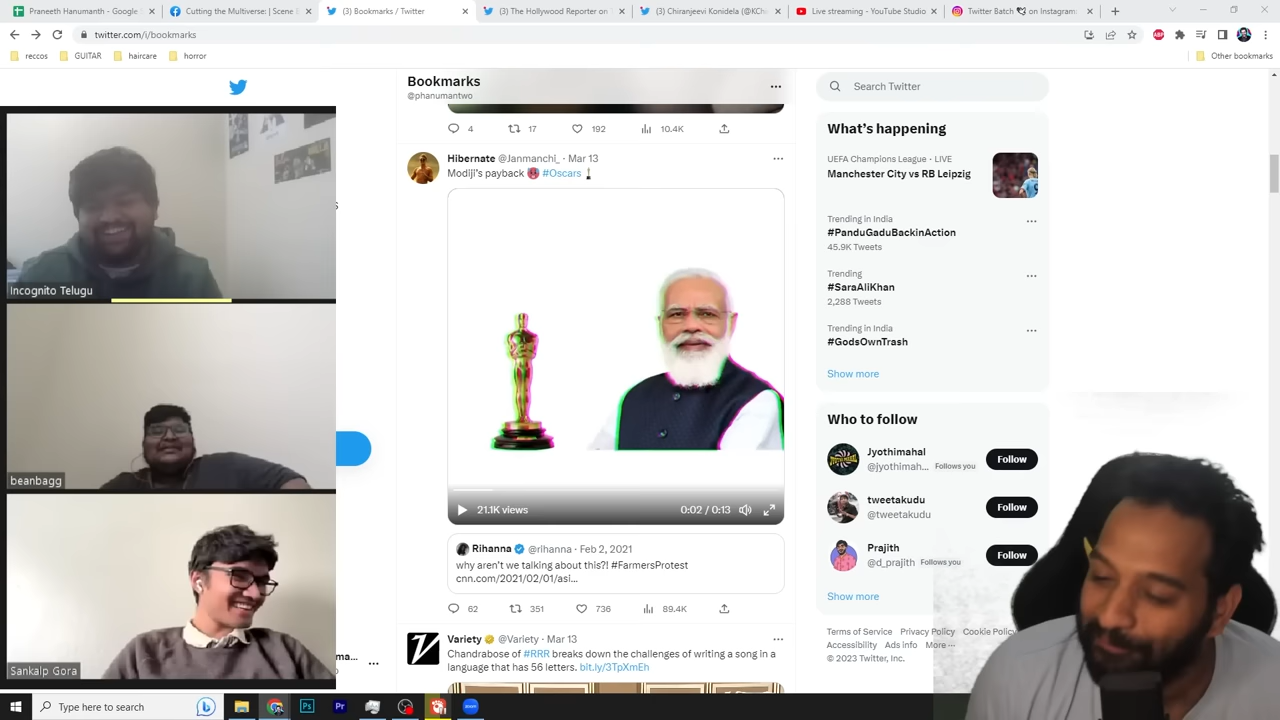 Praneeth Hanumanth - Google S
Cutting the Multiverse: | Scene B
(3) Bookmarks / Twitter
(3) The Hollywood Reporter on T
(3) Chiranjeevi Konidela (@KCh
Live streaming - YouTube Studio
Twitter Batch
on Instagram
twitter.com/i/bookmarks
reccos
GUITAR
haircare
horror
Other bookmarks
Bookmarks
@phanumantwo
4
17
192
10.4K
Hibernate @Janmanchi_ · Mar 13
Modiji's payback #Oscars
21.1K views
0:02 / 0:13
Rihanna @rihanna · Feb 2, 2021
why aren't we talking about this?! #FarmersProtest
cnn.com/2021/02/01/asi...
62
351
736
89.4K
Variety @Variety · Mar 13
Chandrabose of #RRR breaks down the challenges of writing a song in a
language that has 56 letters. bit.ly/3TpXmEh
Search Twitter
What's happening
UEFA Champions League · LIVE
Manchester City vs RB Leipzig
Trending in India
#PanduGaduBackinAction
45.9K Tweets
Trending
#SaraAliKhan
2,288 Tweets
Trending in India
#GodsOwnTrash
Show more
Who to follow
Jyothimahal
@jyothimah... Follows you
Follow
tweetakudu
@tweetakudu
Follow
Prajith
@d_prajith Follows you
Follow
Show more
Terms of Service Privacy Policy Cookie Policy
Accessibility Ads info More ...
© 2023 Twitter, Inc.
Incognito Telugu
beanbagg
Sankalp Gora
ma...
Type here to search